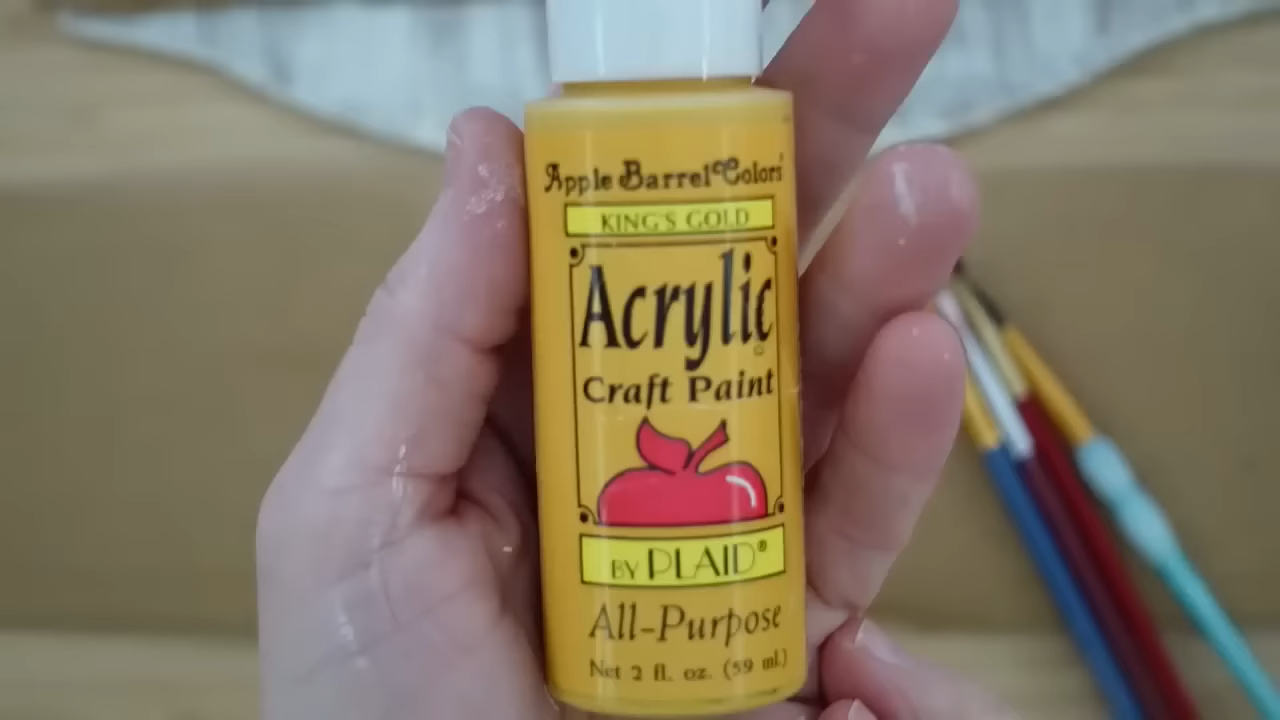 Apple Barrel Colors®
KING'S GOLD
Acrylic
Craft Paint
BY PLAID®
All-Purpose
Net 2 fl. oz. (59 ml.)